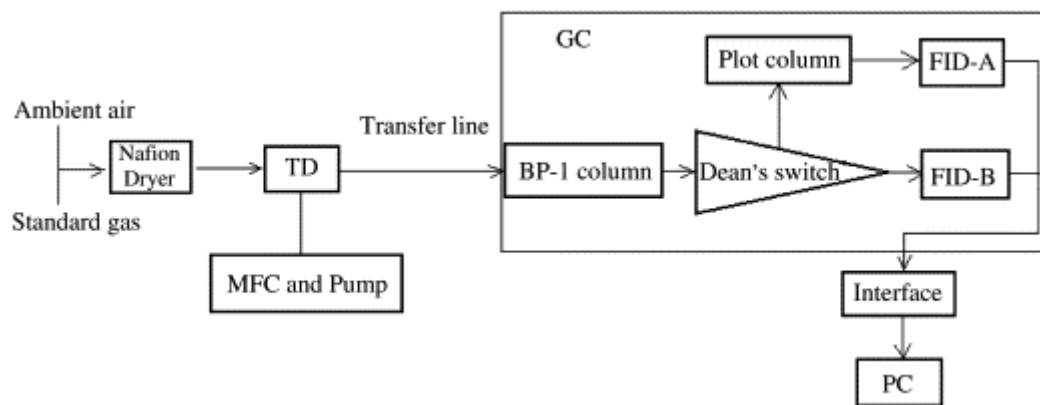 GC
Plot column
FID-A
Ambient air
Transfer line
Nafion
Dryer
TD
BP-1 column
Dean's switch
FID-B
Standard gas
MFC and Pump
Interface
PC